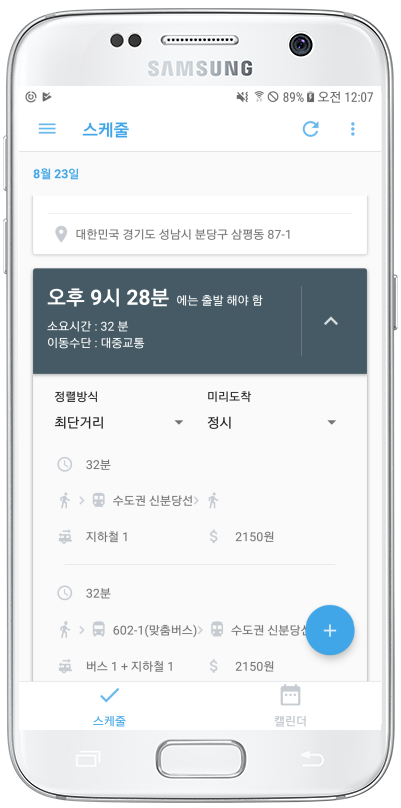 SAMSUNG
89% 오전 12:07
스케줄
8월 23일
대한민국 경기도 성남시 분당구 삼평동 87-1
오후 9시 28분 에는 출발 해야 함
소요시간 : 32 분
이동수단 : 대중교통
정렬방식 미리도착
최단거리 정시
32분
수도권 신분당선
지하철 1 $ 2150원
32분
602-1(맞춤버스) 수도권 신분당선
버스 1 + 지하철 1 $ 2150원
스케줄 캘린더